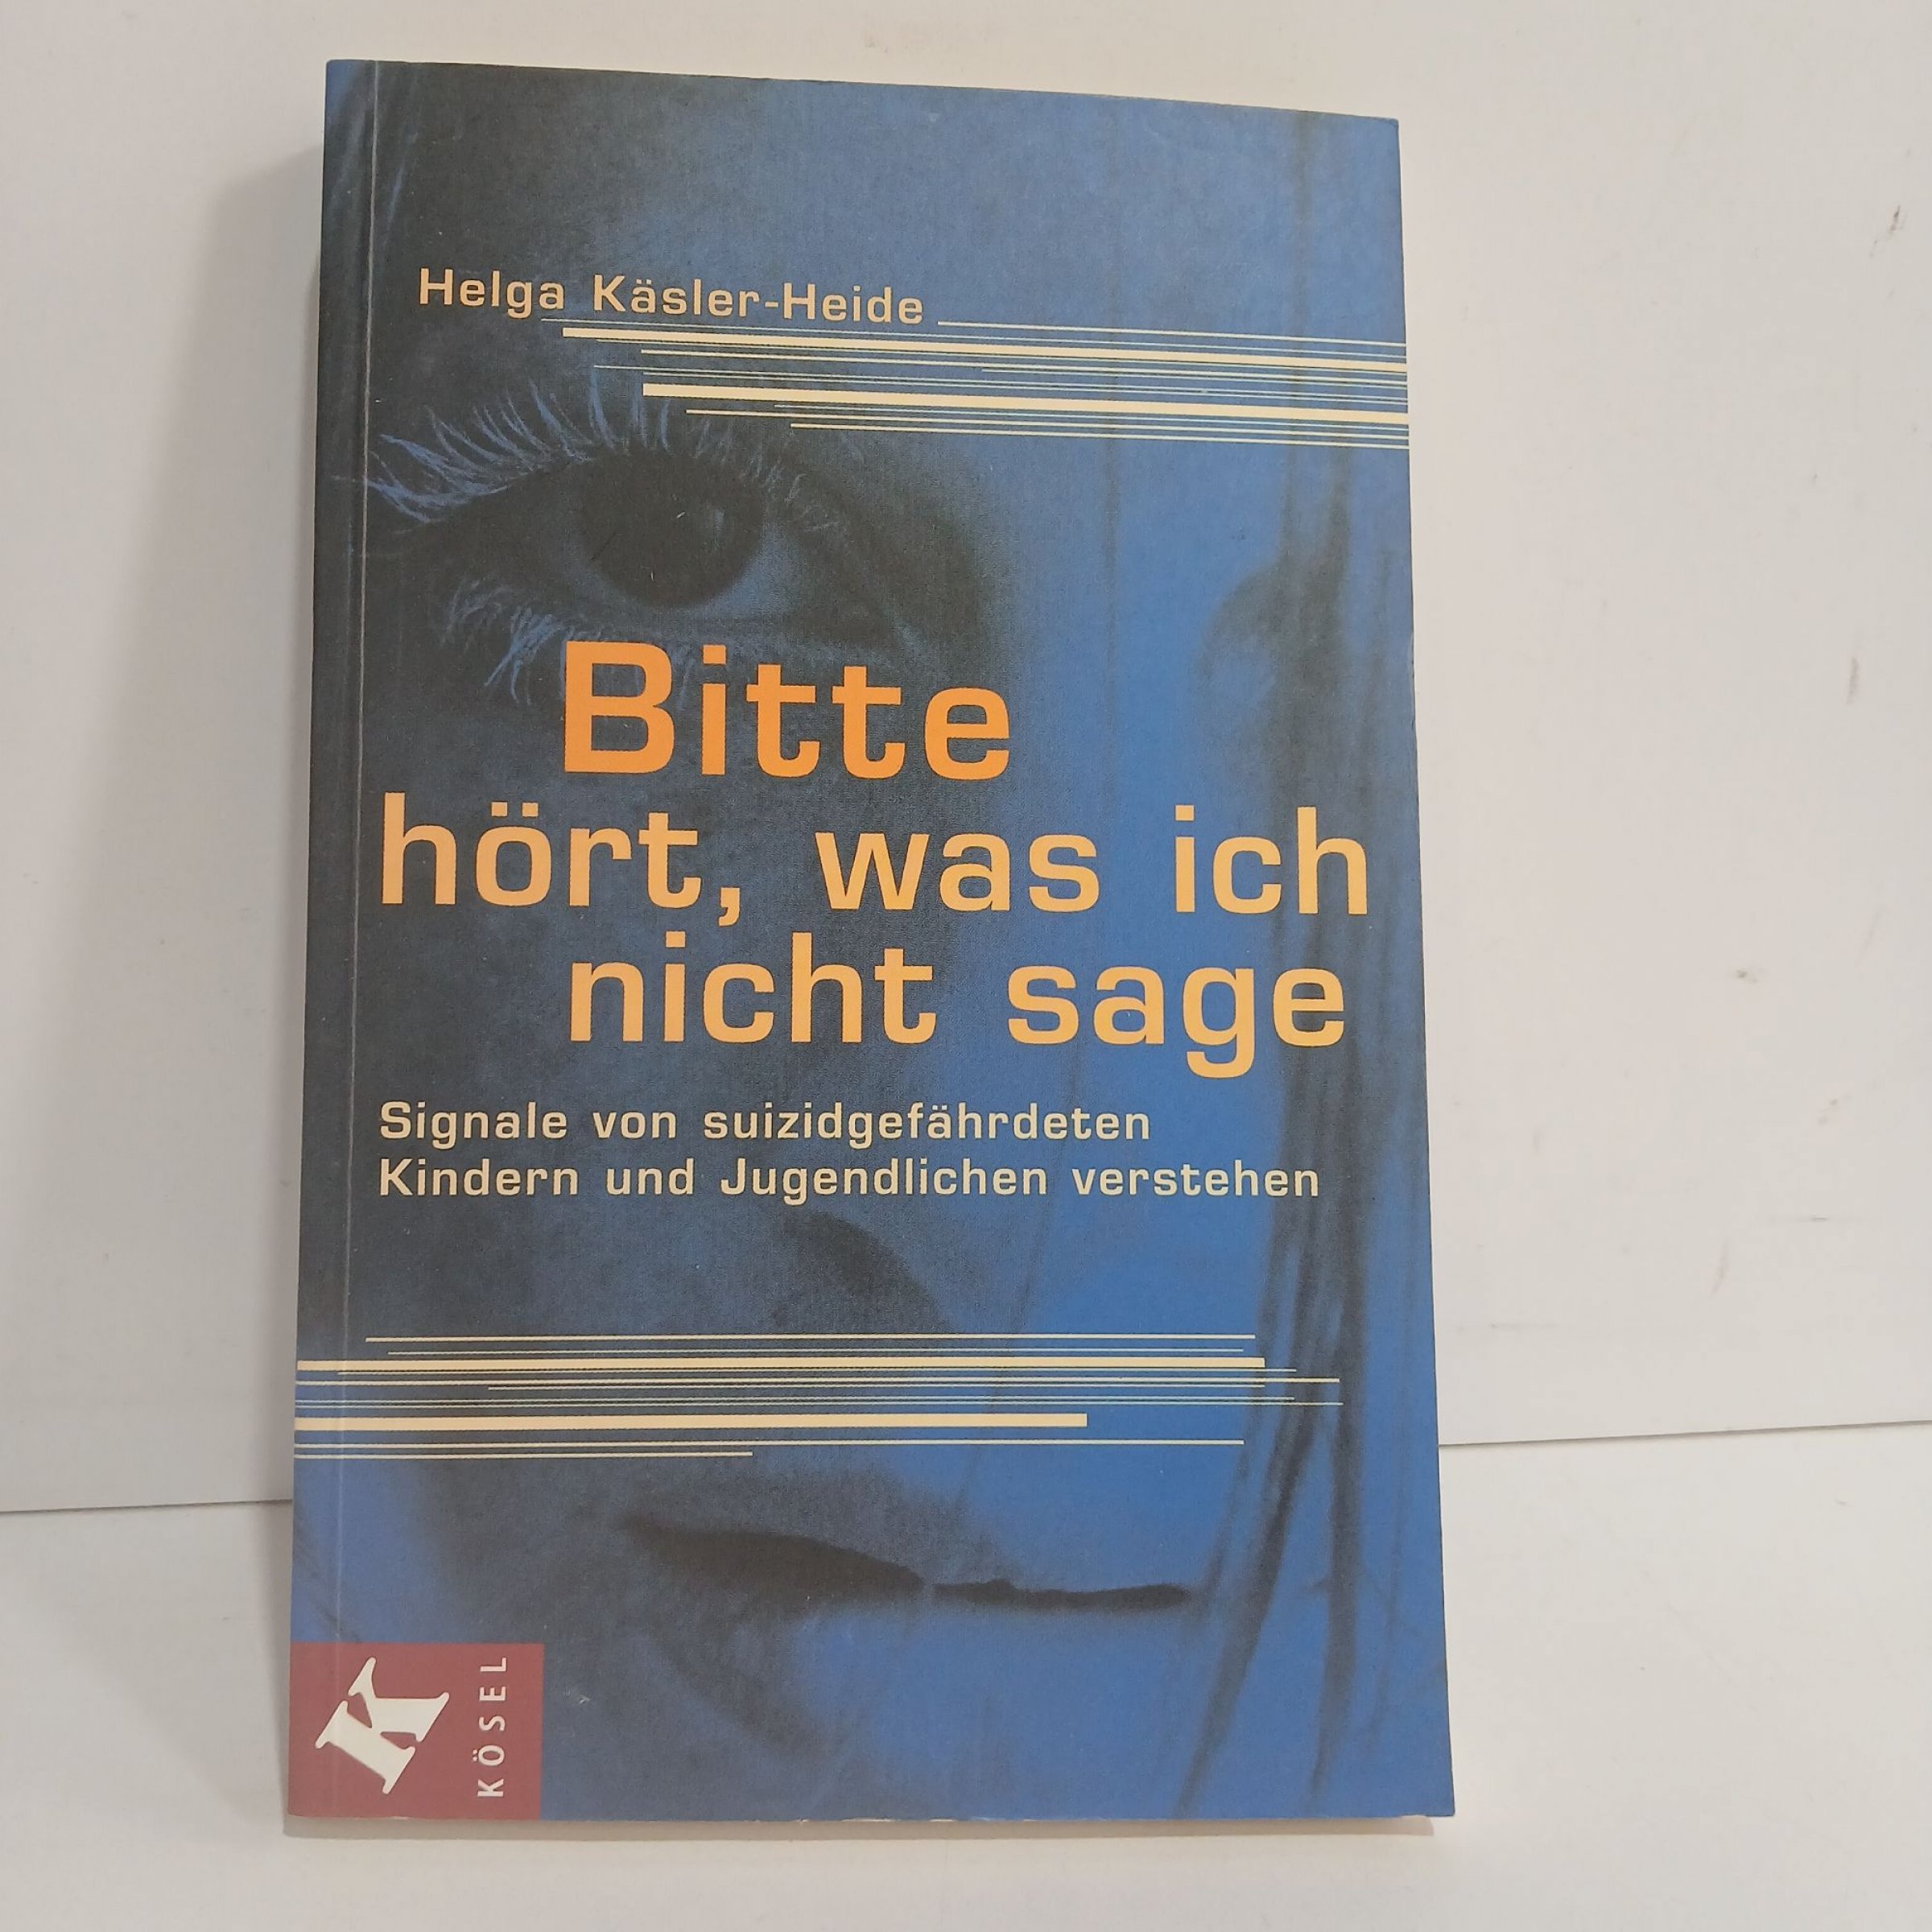 Helga Käsler-Heide
Bitte
hört, was ich
nicht sage
Signale von suizidgefährdeten
Kindern und Jugendlichen verstehen
K
KÖSEL